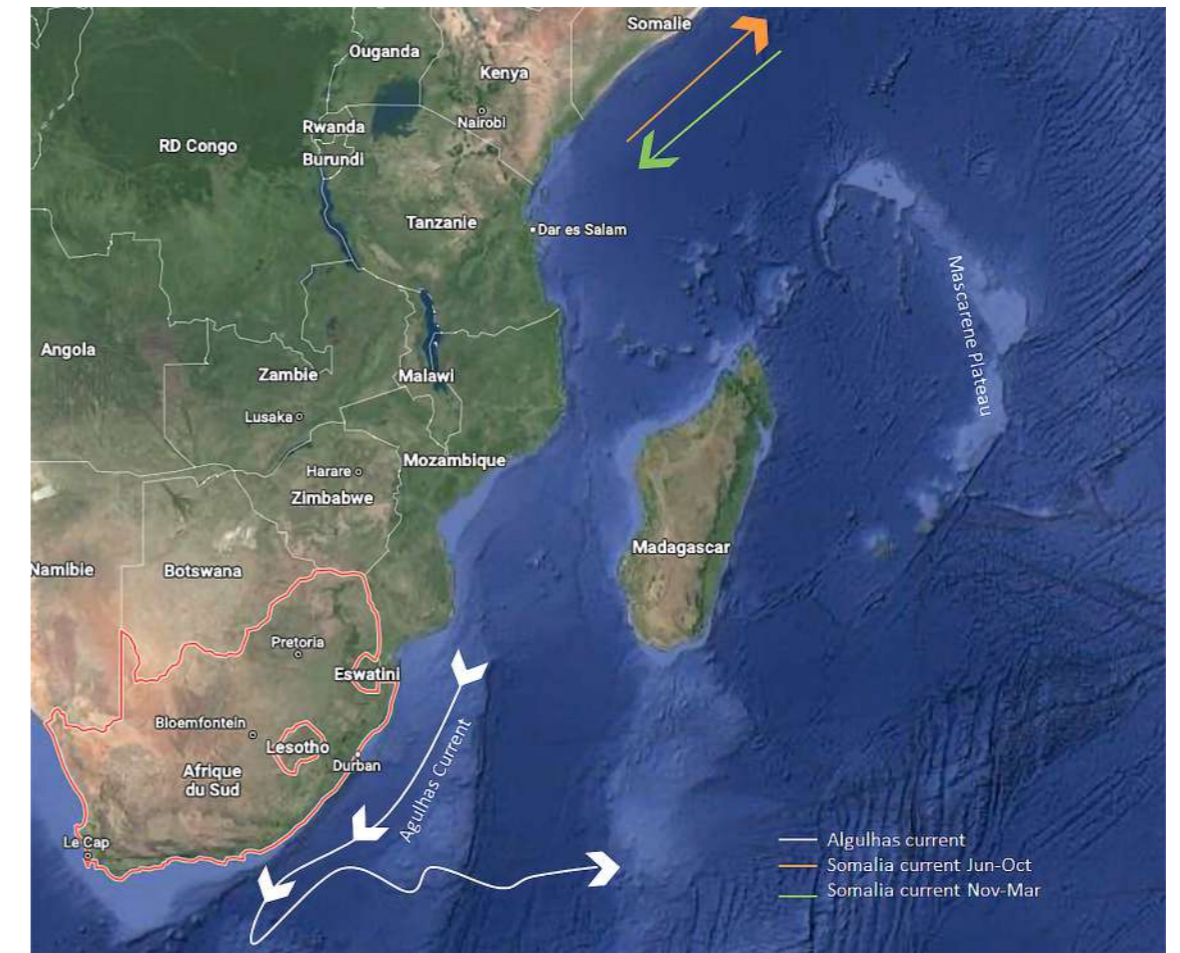 Somalie
Ouganda
Kenya
Nairobi
Rwanda
RD Congo
Burundi
Tanzanie
Dar es Salam
Mascarene Plateau
Angola
Zambie
Malawi
Lusaka
Mozambique
Harare
Zimbabwe
Madagascar
Namibie
Botswana
Pretoria
Eswatini
Bloemfontein
Lesotho
Durban
Afrique
du Sud
Agulhas Current
Le Cap
Algulhas current
Somalia current Jun-Oct
Somalia current Nov-Mar